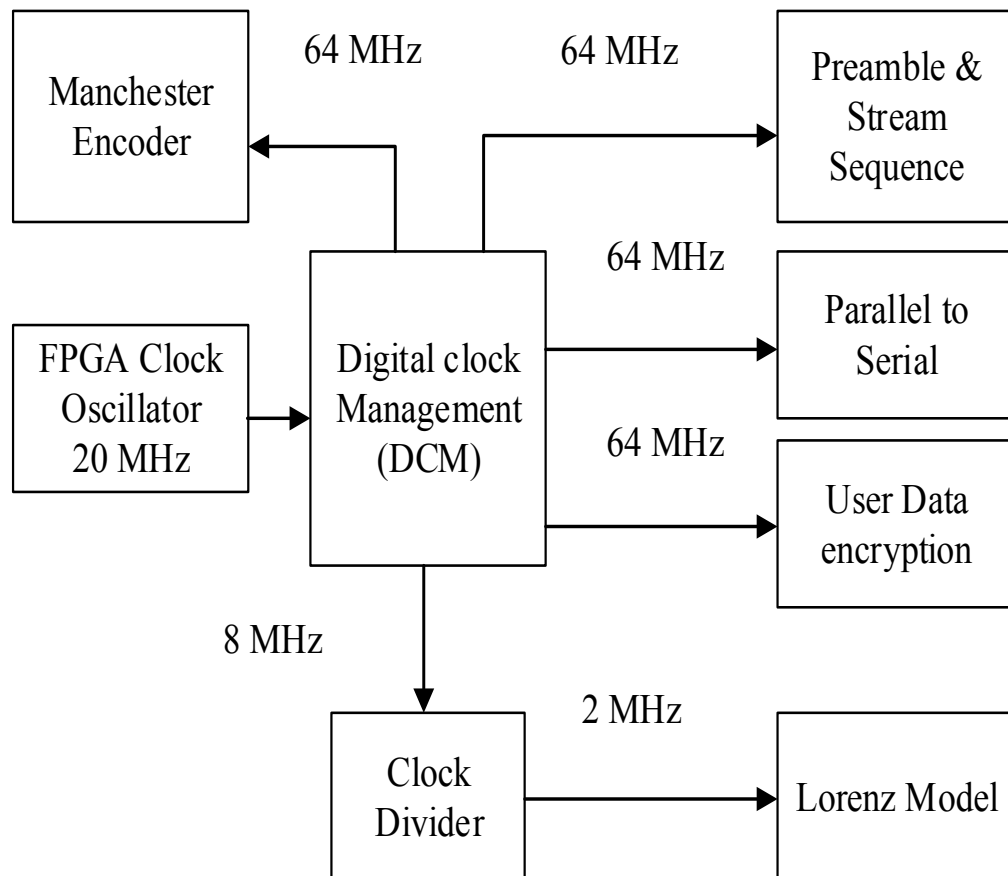 64 MHz
64 MHz
Manchester
Encoder
Preamble &
Stream
Sequence
64 MHz
FPGA Clock
Oscillator
20 MHz
Digital clock
Management
(DCM)
Parallel to
Serial
64 MHz
User Data
encryption
8 MHz
2 MHz
Clock
Divider
Lorenz Model